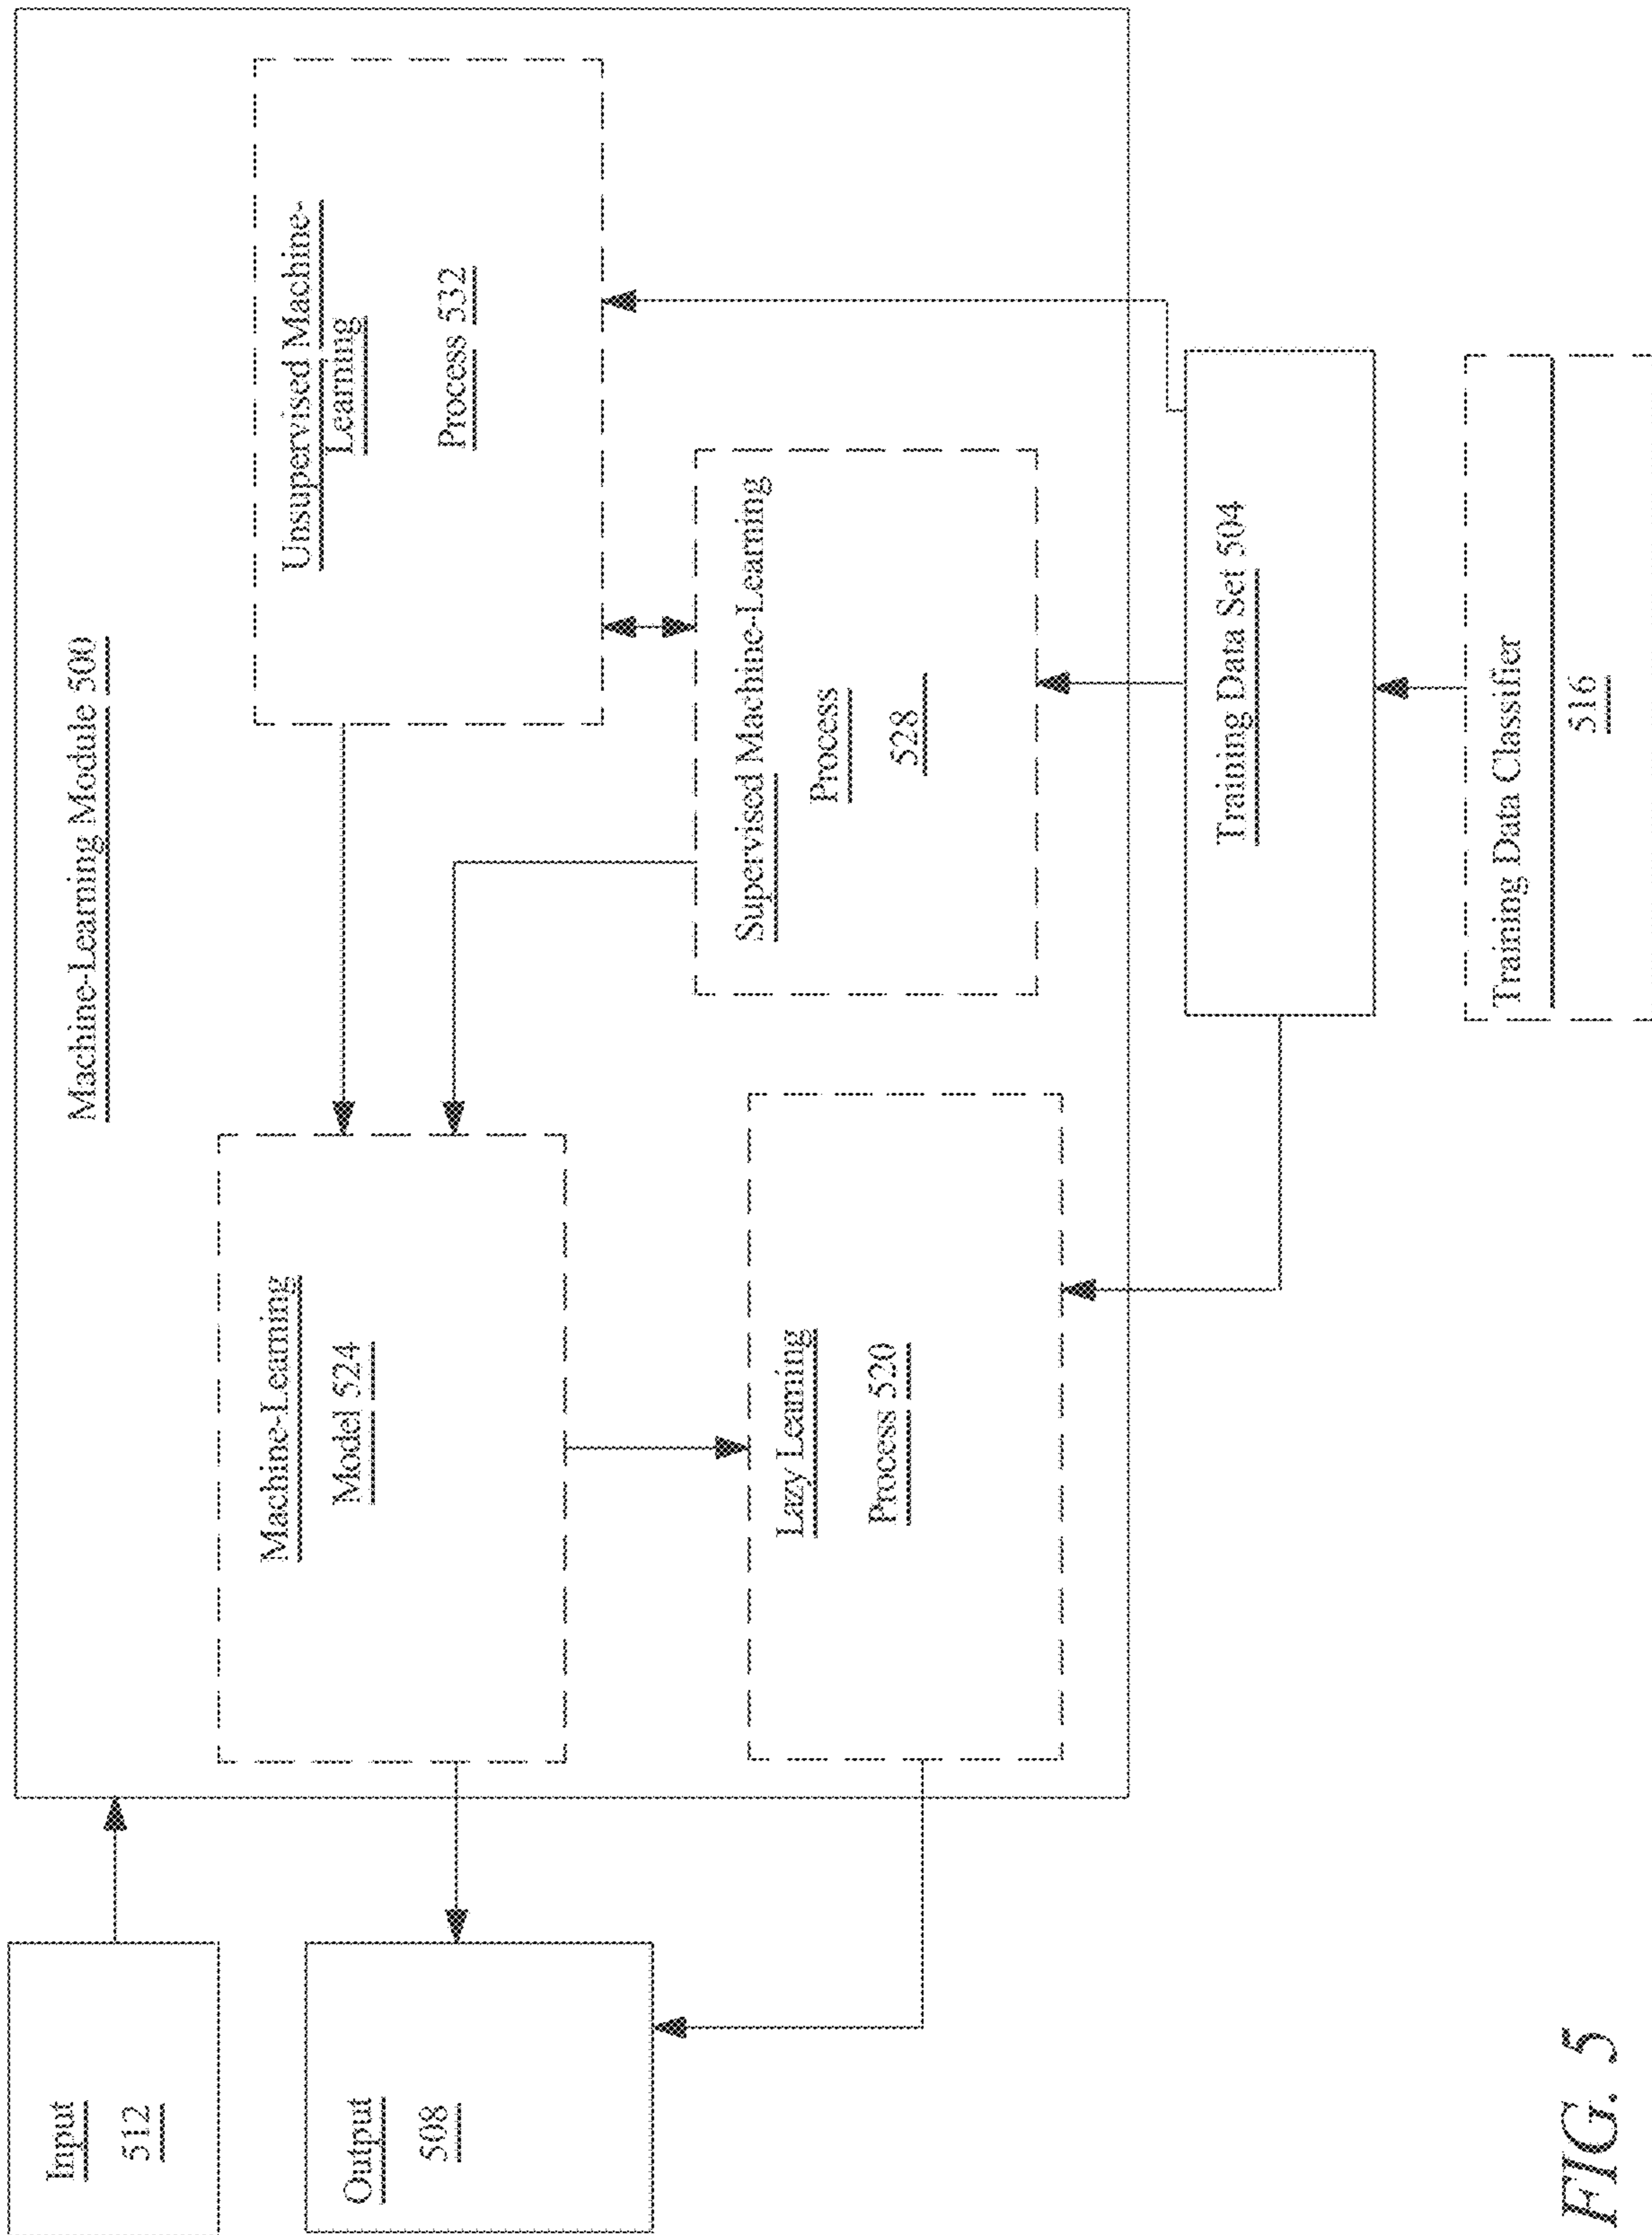 Machine-Learning Module 500
Input
512
Output
508
Machine-Learning
Model 524
Unsupervised Machine-
Learning
Process 532
Lazy Learning
Process 520
Supervised Machine-Learning
Process
528
Training Data Set 504
Training Data Classifier
516
FIG. 5